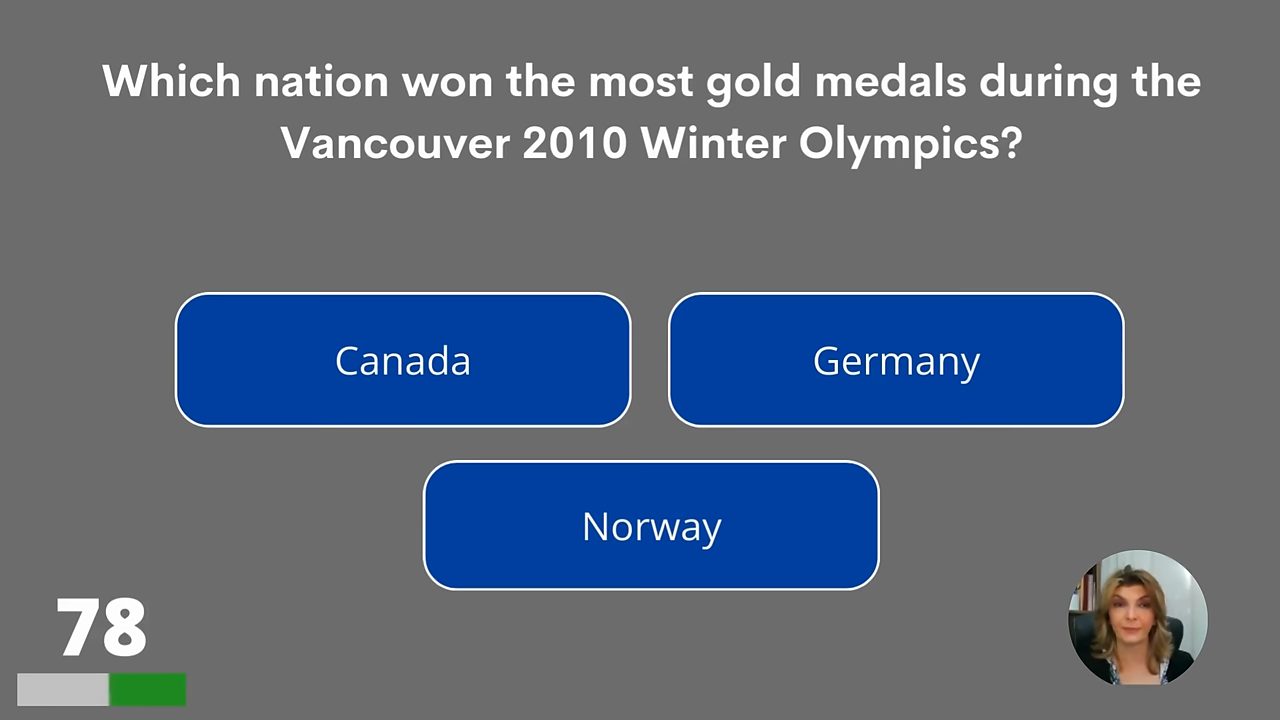 Which nation won the most gold medals during the
Vancouver 2010 Winter Olympics?
Canada
Germany
Norway
78